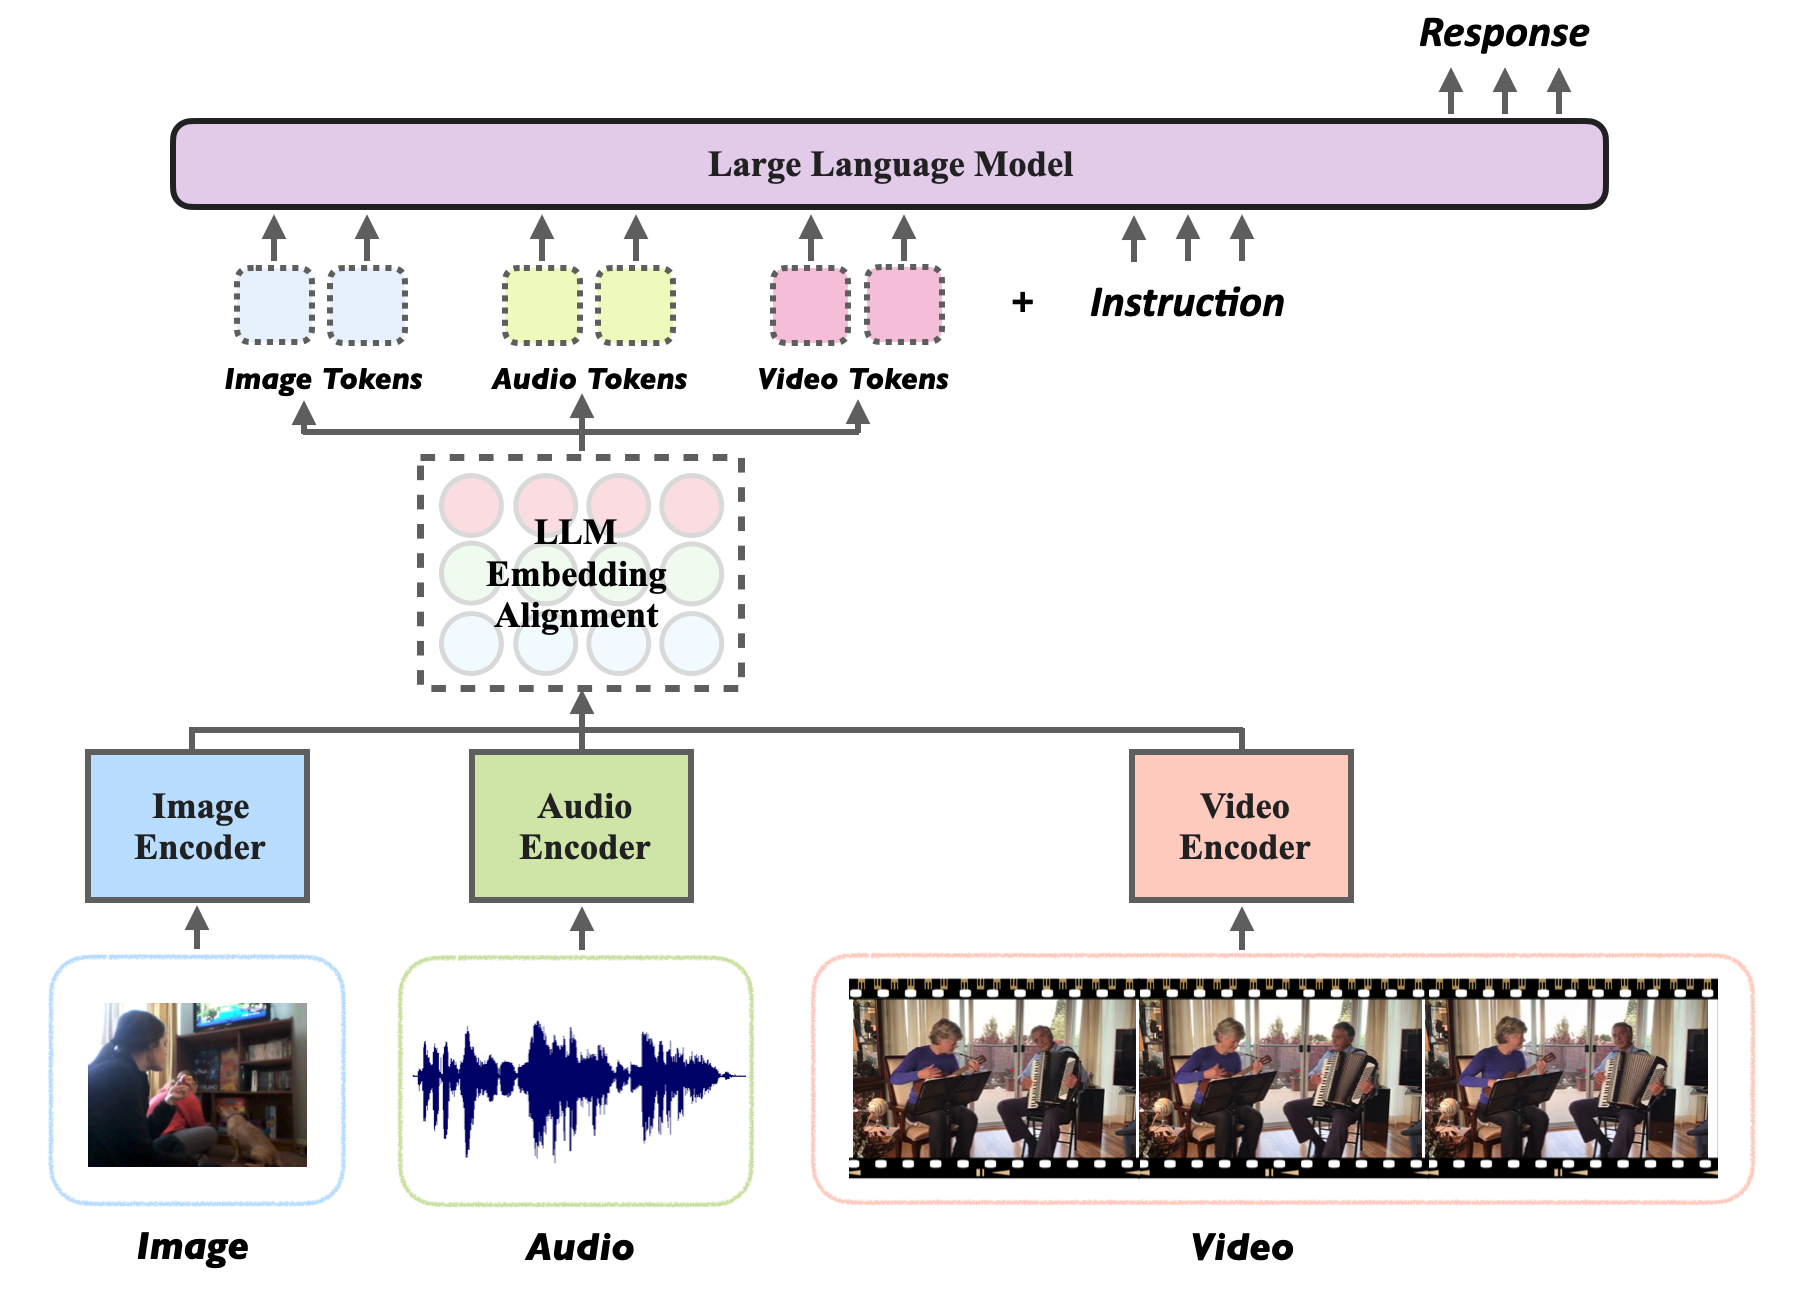 Response
Large Language Model
Image Tokens
Audio Tokens
Video Tokens
+
Instruction
LLM
Embedding
Alignment
Image
Encoder
Audio
Encoder
Video
Encoder
Image
Audio
Video